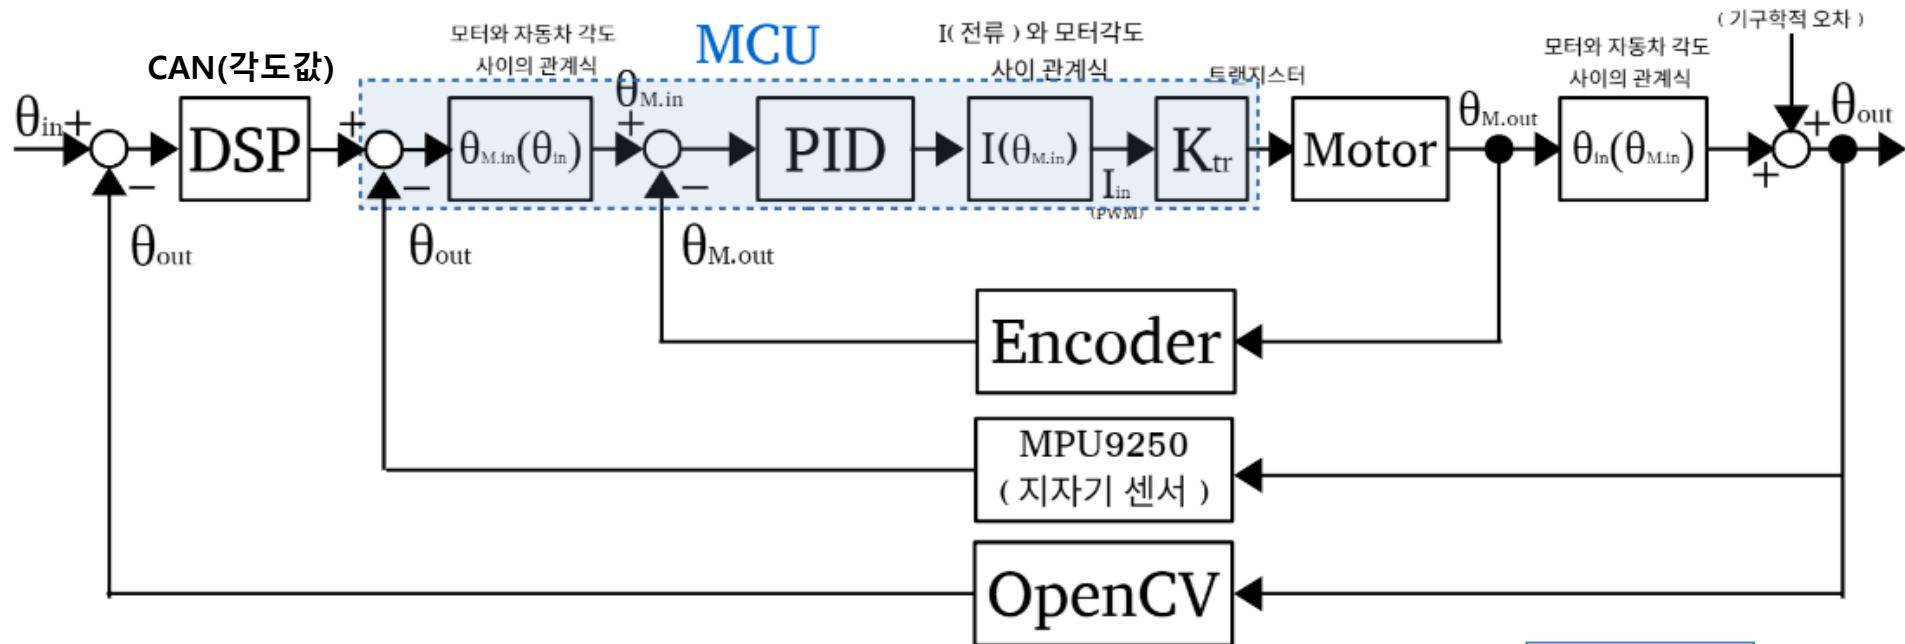 ( 기구학적 오차 )
모터와 자동차 각도
사이의 관계식
MCU
I( 전류 ) 와 모터각도
사이 관계식
모터와 자동차 각도
사이의 관계식
CAN(각도값)
트랜지스터
θin
+
−
DSP
+
−
θM.in(θin)
θM.in
+
−
PID
I(θM.in)
Iin
(PWM)
Ktr
Motor
θM.out
θin(θM.in)
+
+
θout
θout
θout
θM.out
Encoder
MPU9250
( 지자기 센서 )
OpenCV